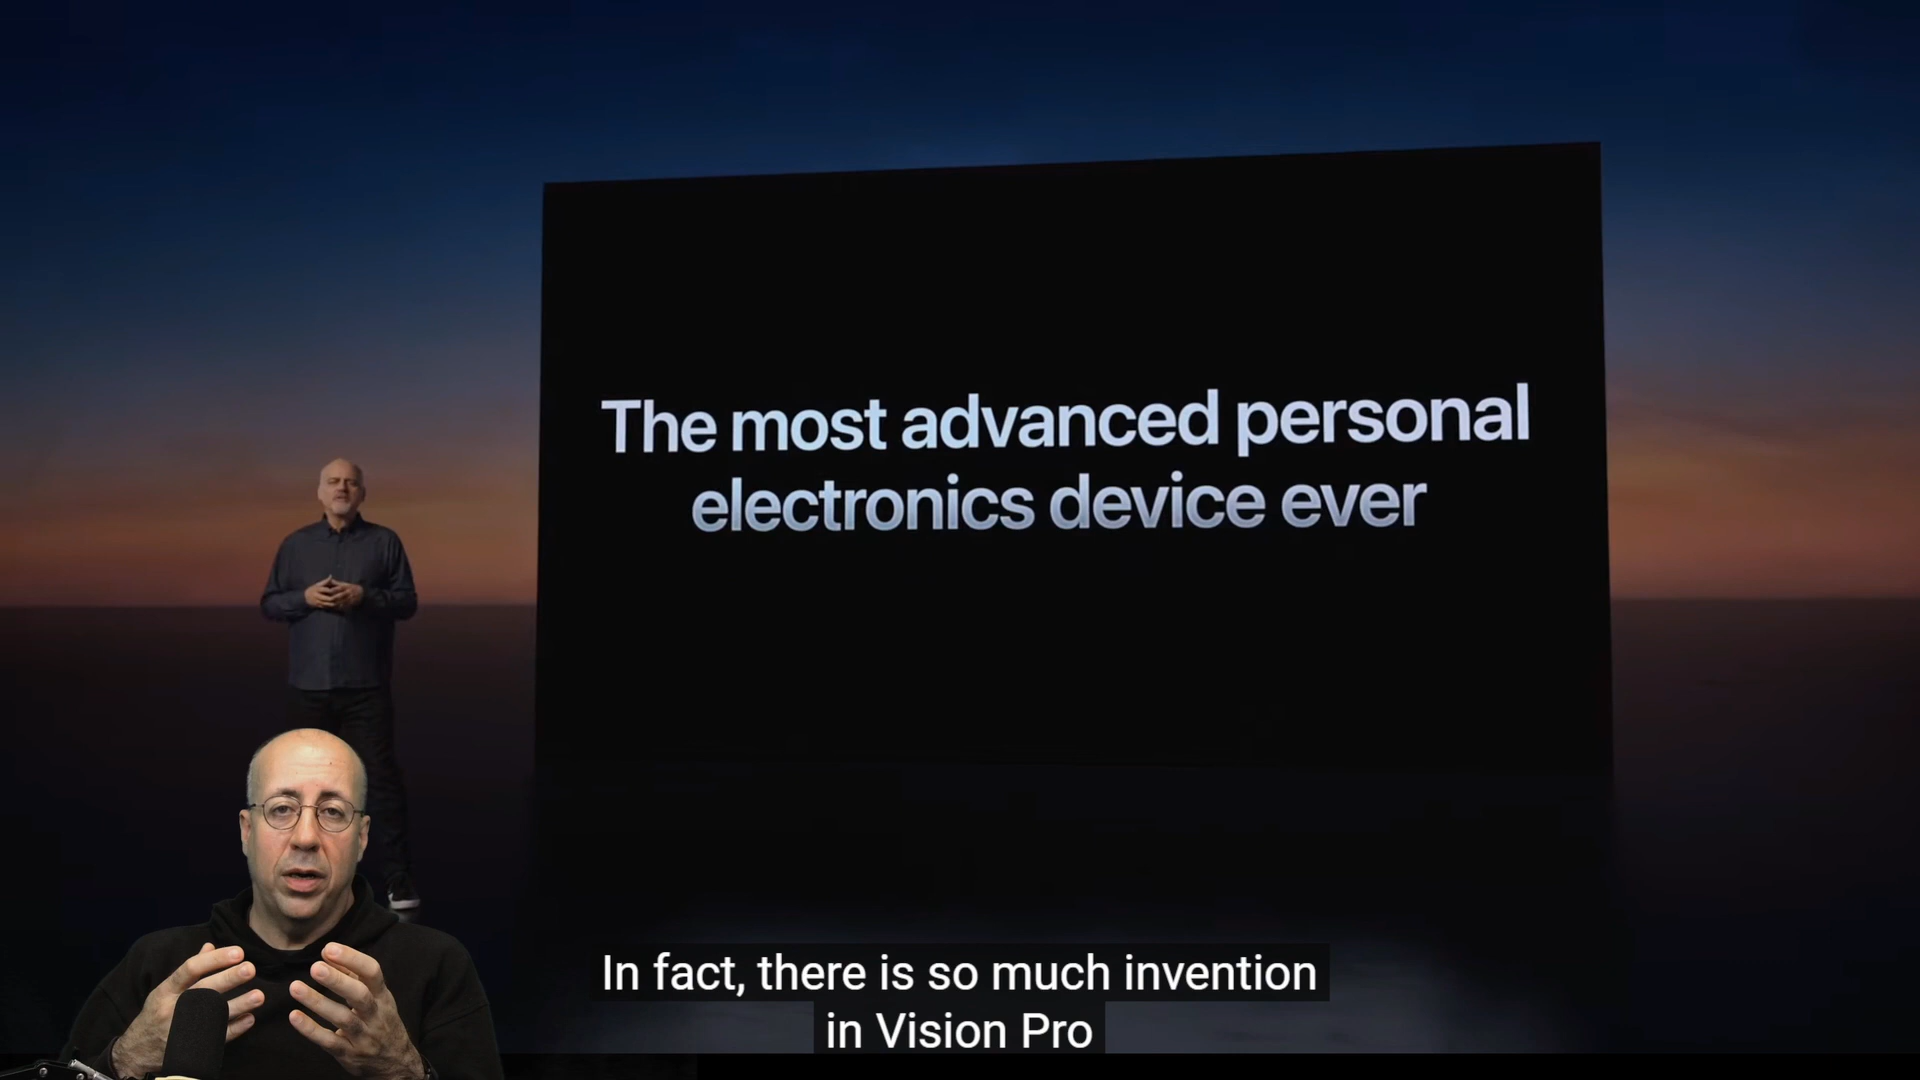 The most advanced personal
electronics device ever
In fact, there is so much invention
in Vision Pro